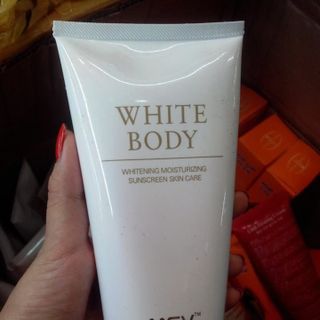 WHITE
BODY
WHITENING MOISTURIZING
SUNSCREEN SKIN CARE